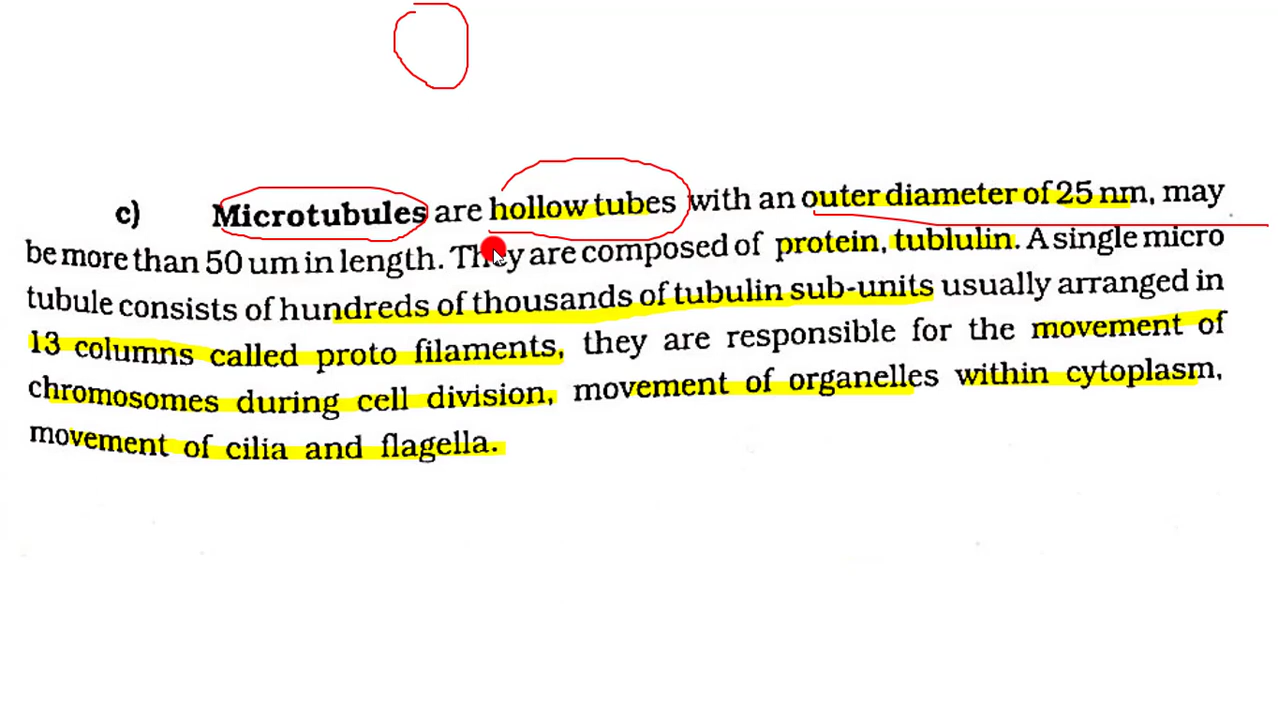 c) Microtubules are hollow tubes with an outer diameter of 25 nm, may
be more than 50 um in length. They are composed of protein, tublulin. A single micro
tubule consists of hundreds of thousands of tubulin sub-units usually arranged in
13 columns called proto filaments, they are responsible for the movement of
chromosomes during cell division, movement of organelles within cytoplasm,
movement of cilia and flagella.